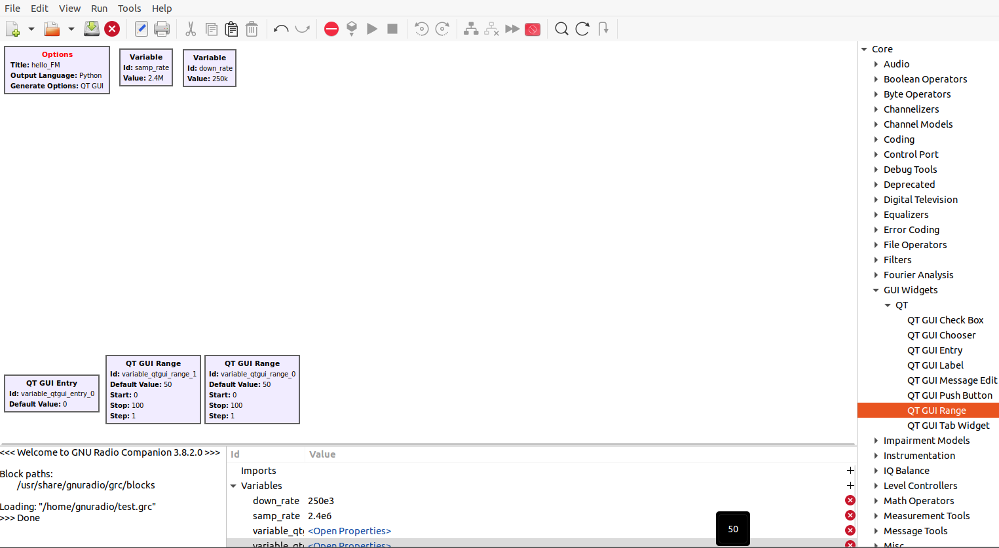 File Edit View Run Tools Help
Options
Title: hello_FM
Output Language: Python
Generate Options: QT GUI
Variable
Id: samp_rate
Value: 2.4M
Variable
Id: down_rate
Value: 250k
QT GUI Entry
Id: variable_qtgui_entry_0
Default Value: 0
QT GUI Range
Id: variable_qtgui_range_1
Default Value: 50
Start: 0
Stop: 100
Step: 1
QT GUI Range
Id: variable_qtgui_range_0
Default Value: 50
Start: 0
Stop: 100
Step: 1
Core
Audio
Boolean Operators
Byte Operators
Channelizers
Channel Models
Coding
Control Port
Debug Tools
Deprecated
Digital Television
Equalizers
Error Coding
File Operators
Filters
Fourier Analysis
GUI Widgets
QT
QT GUI Check Box
QT GUI Chooser
QT GUI Entry
QT GUI Label
QT GUI Message Edit
QT GUI Push Button
QT GUI Range
QT GUI Tab Widget
Impairment Models
Instrumentation
IQ Balance
Level Controllers
Math Operators
Measurement Tools
Message Tools
Misc
<<< Welcome to GNU Radio Companion 3.8.2.0 >>>
Block paths:
/usr/share/gnuradio/grc/blocks
Loading: "/home/gnuradio/test.grc"
>>> Done
Id Value
Imports
Variables
down_rate 250e3
samp_rate 2.4e6
variable_qtg <Open Properties>
variable_qtg <Open Properties>
50